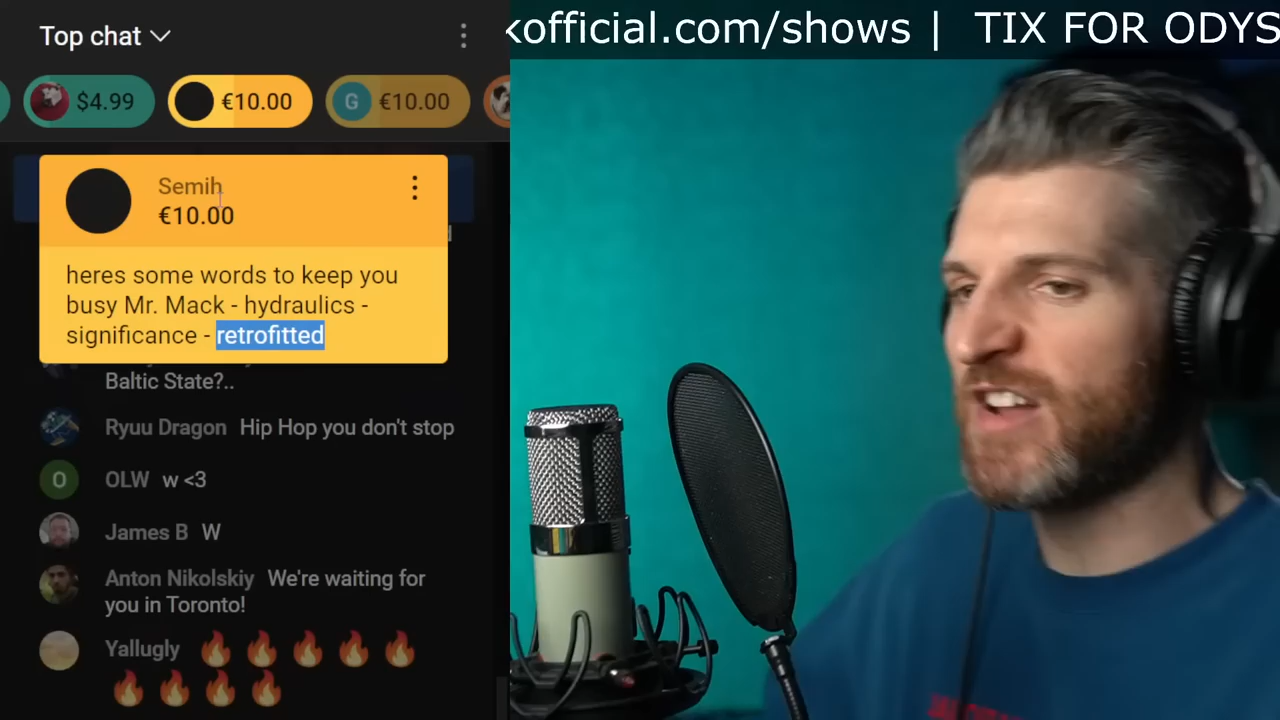 Top chat
kofficial.com/shows | TIX FOR ODYS
$4.99
€10.00
G €10.00
Semih
€10.00
heres some words to keep you
busy Mr. Mack - hydraulics -
significance - retrofitted
Baltic State?..
Ryuu Dragon Hip Hop you don't stop
O OLW w <3
James B W
Anton Nikolskiy We're waiting for
you in Toronto!
Yallugly 🔥🔥🔥🔥🔥
🔥🔥🔥🔥